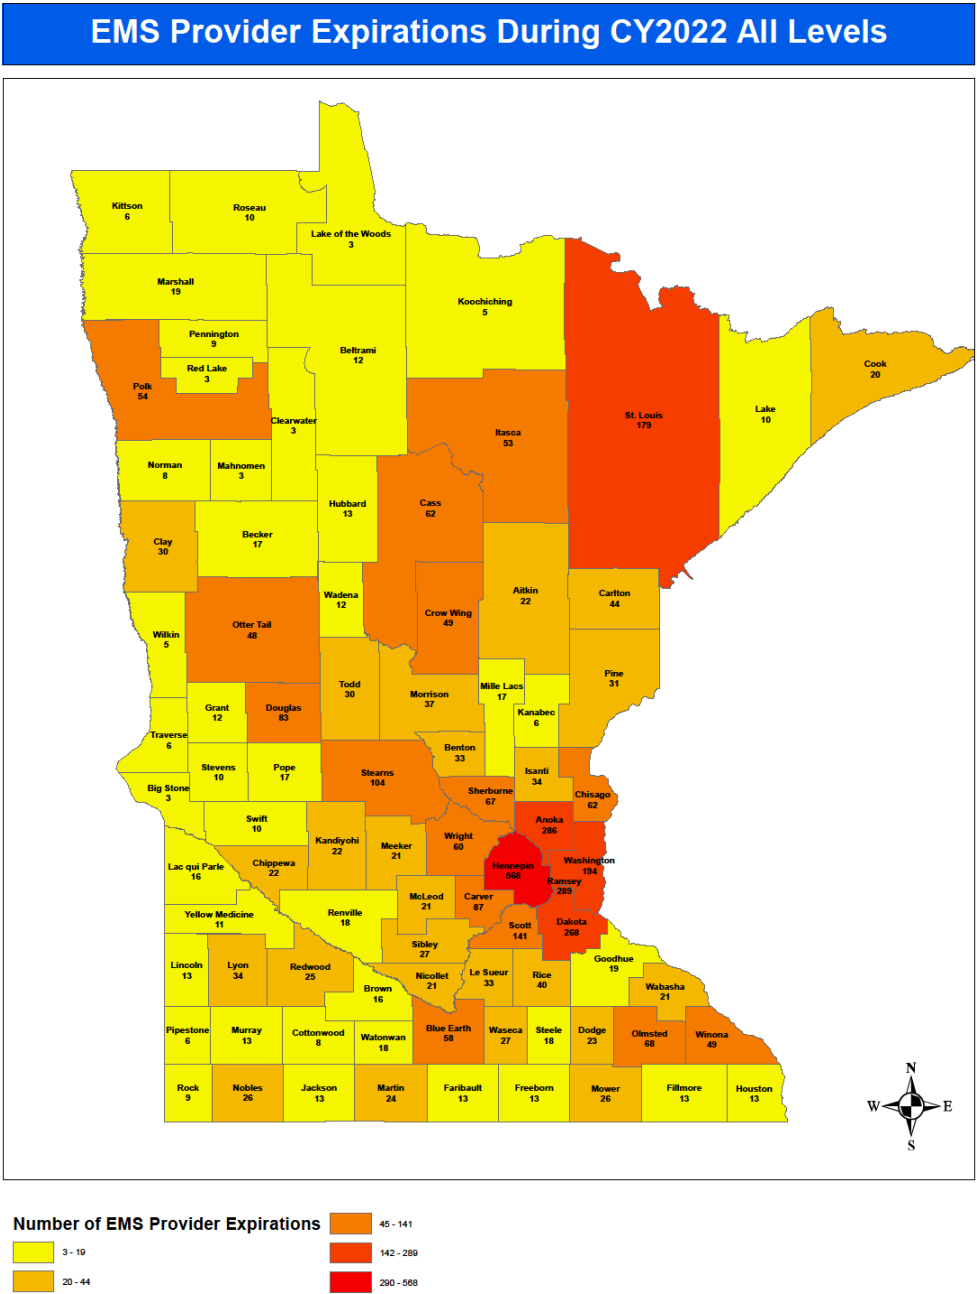 EMS Provider Expirations During CY2022 All Levels
Kittson
6
Roseau
10
Lake of the Woods
3
Marshall
19
Koochiching
5
Pennington
9
Beltrami
12
Red Lake
3
Polk
54
Cook
20
Lake
10
St. Louis
179
Clearwater
3
Itasca
53
Norman
8
Mahnomen
3
Hubbard
13
Cass
62
Clay
30
Becker
17
Wadena
12
Aitkin
22
Carlton
44
Crow Wing
49
Otter Tail
48
Wilkin
5
Todd
30
Morrison
37
Mille Lacs
17
Pine
31
Grant
12
Douglas
83
Kanabec
6
Traverse
6
Benton
33
Stevens
10
Pope
17
Stearns
104
Isanti
34
Big Stone
3
Sherburne
67
Chisago
62
Swift
10
Anoka
286
Kandiyohi
22
Meeker
21
Wright
60
Lac qui Parle
16
Chippewa
22
Hennepin
568
Washington
194
Ramsey
289
McLeod
21
Carver
87
Yellow Medicine
11
Renville
18
Scott
141
Dakota
268
Sibley
27
Lincoln
13
Lyon
34
Redwood
25
Nicollet
21
Le Sueur
33
Rice
40
Goodhue
19
Brown
16
Wabasha
21
Pipestone
6
Murray
13
Cottonwood
8
Watonwan
18
Blue Earth
58
Waseca
27
Steele
18
Dodge
23
Olmsted
68
Winona
49
Rock
9
Nobles
26
Jackson
13
Martin
24
Faribault
13
Freeborn
13
Mower
26
Fillmore
13
Houston
13
N
W E
S
Number of EMS Provider Expirations
3 - 19
20 - 44
45 - 141
142 - 289
290 - 568